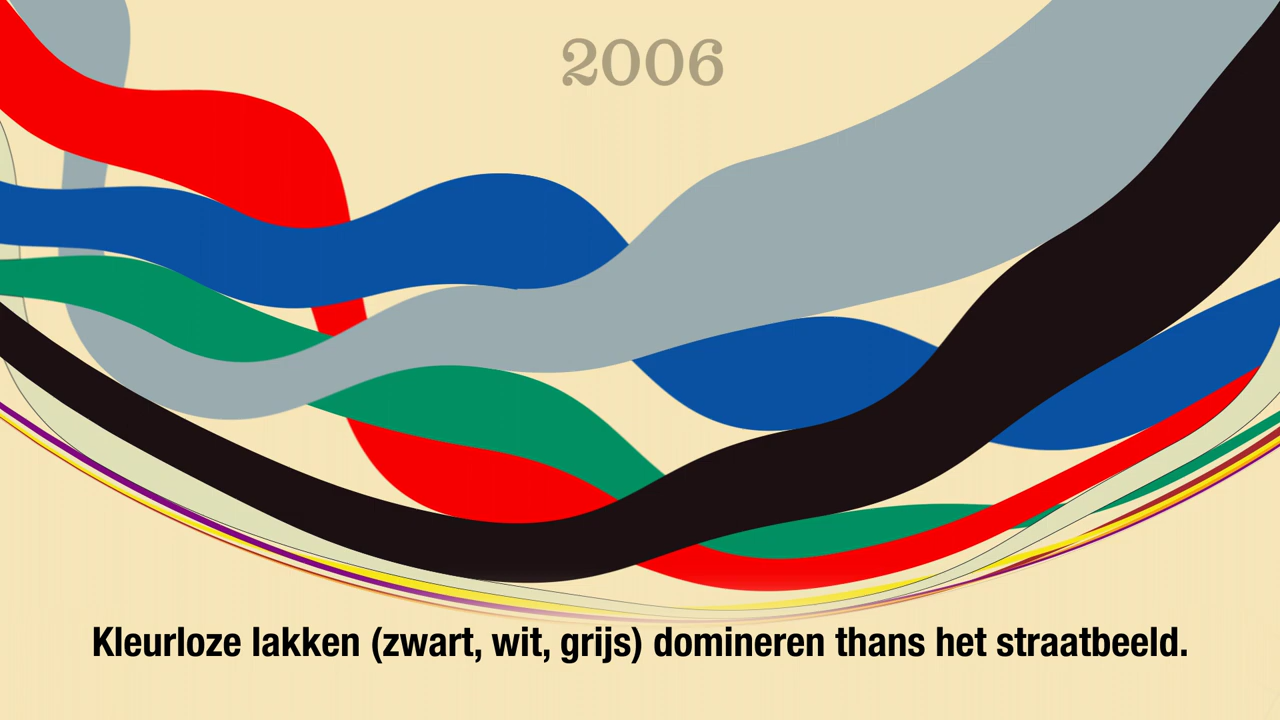 2006
Kleurloze lakken (zwart, wit, grijs) domineren thans het straatbeeld.